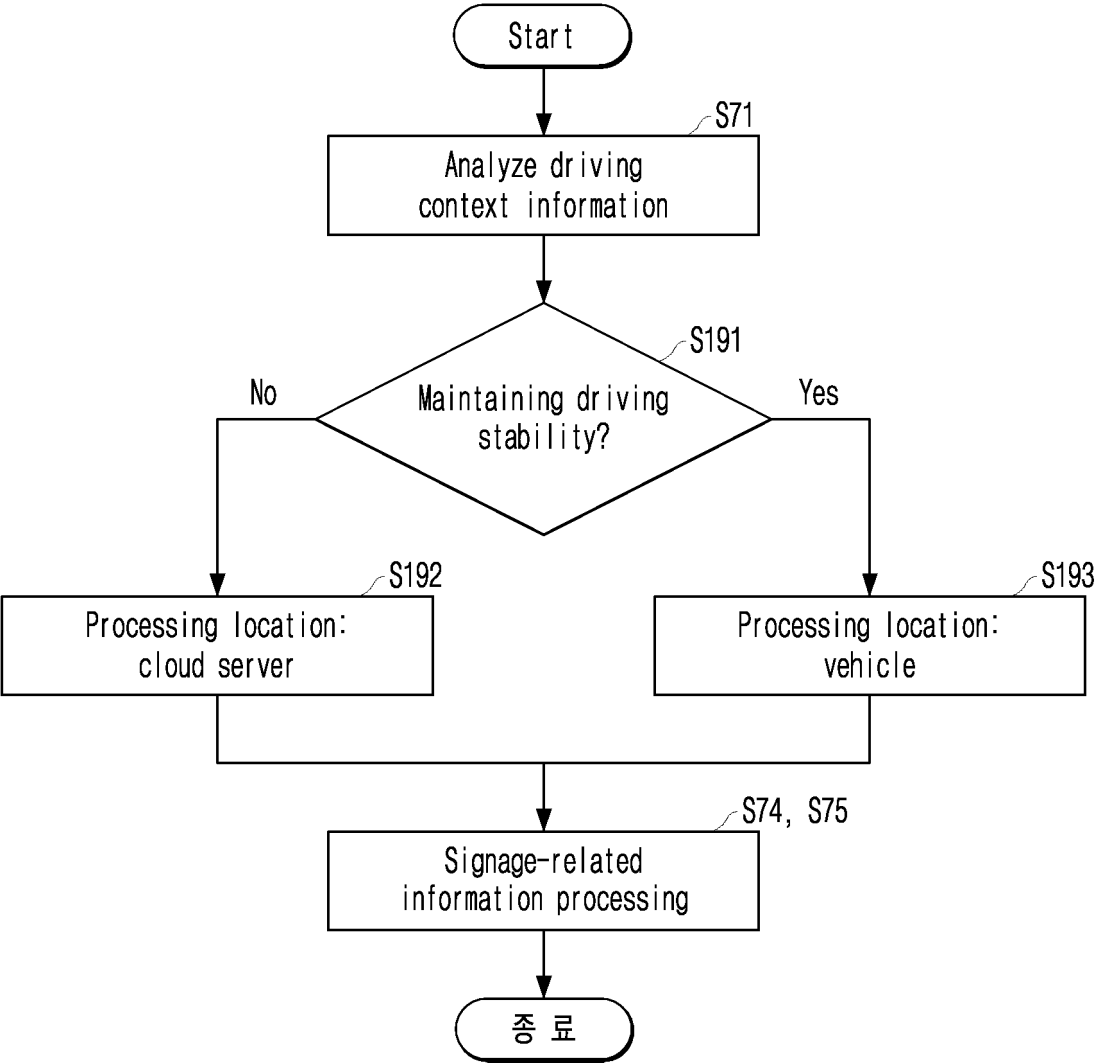 Start
S71
Analyze driving
context information
S191
Maintaining driving
stability?
No
Yes
S192
Processing location:
cloud server
S193
Processing location:
vehicle
S74, S75
Signage-related
information processing
종료